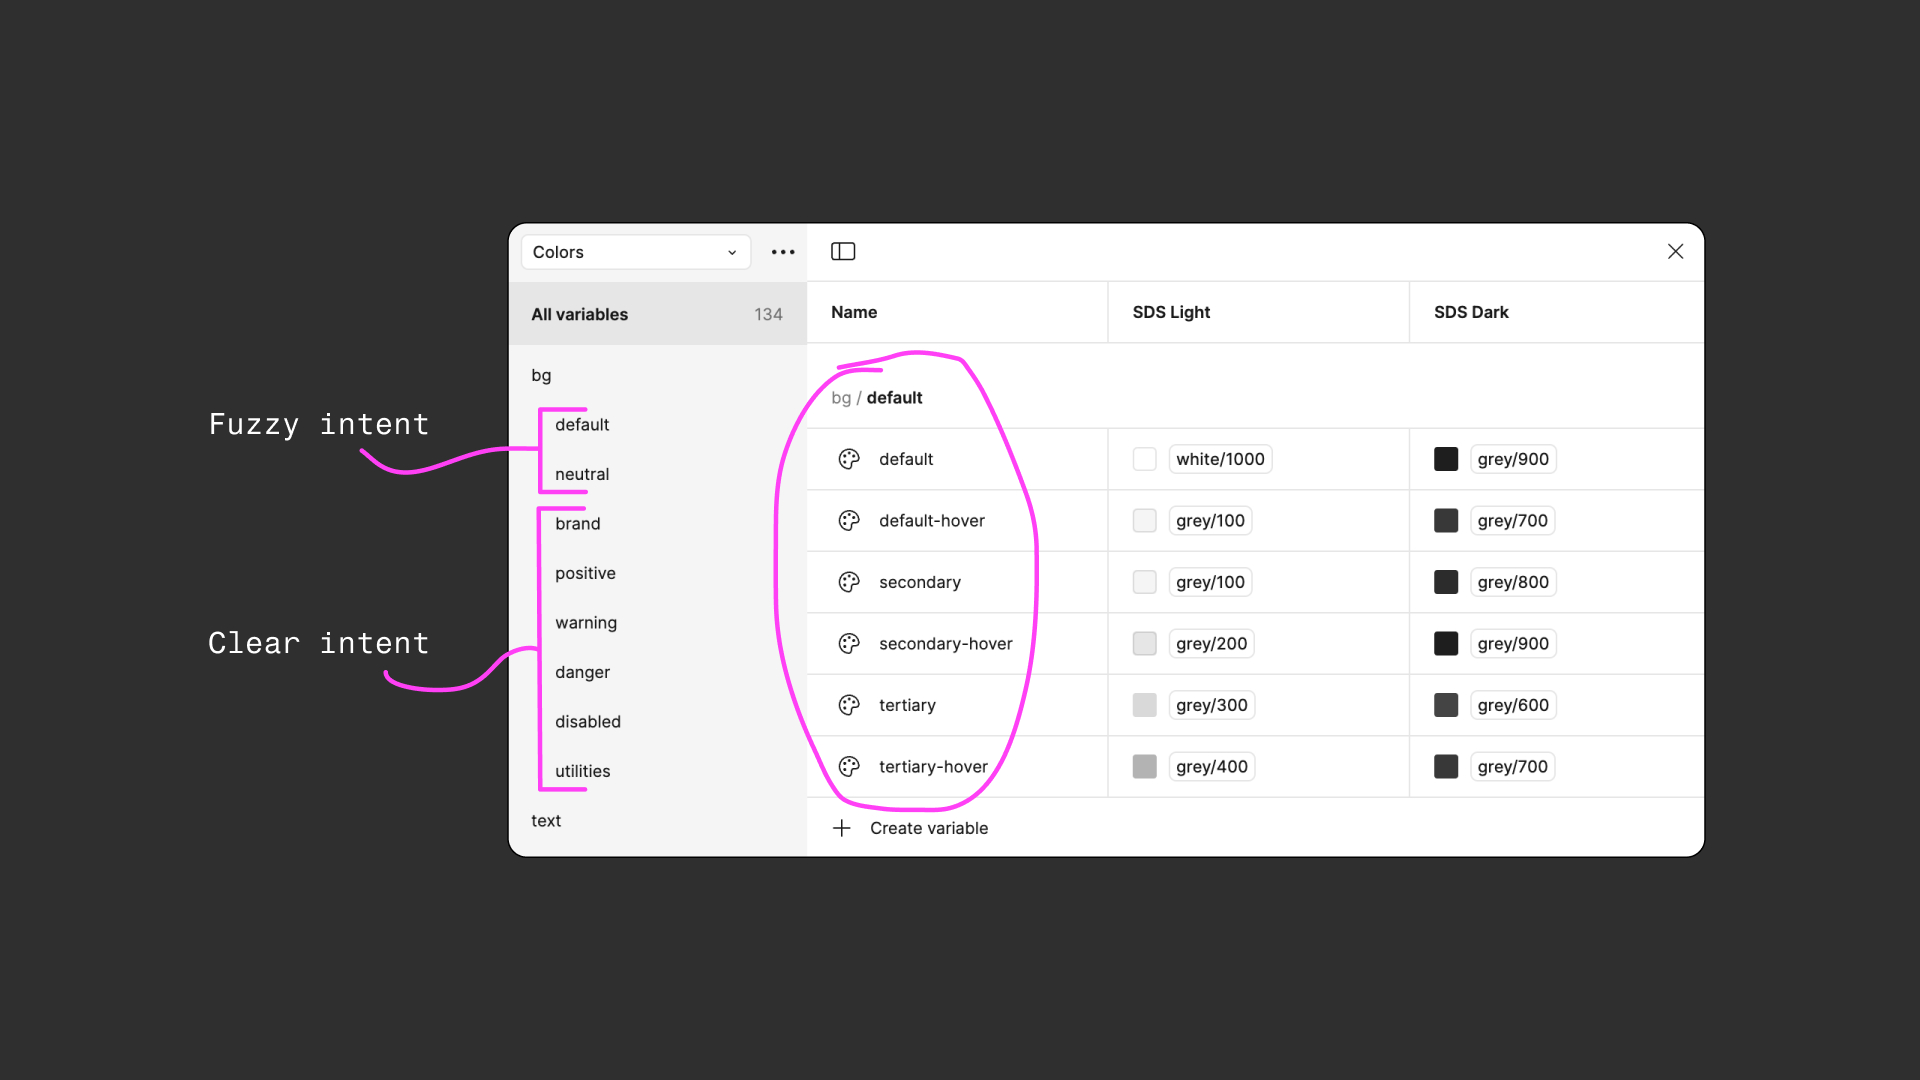 Fuzzy intent
Clear intent
Colors
All variables 134
bg
default
neutral
brand
positive
warning
danger
disabled
utilities
text
Name SDS Light SDS Dark
bg / default
default white/1000 grey/900
default-hover grey/100 grey/700
secondary grey/100 grey/800
secondary-hover grey/200 grey/900
tertiary grey/300 grey/600
tertiary-hover grey/400 grey/700
Create variable